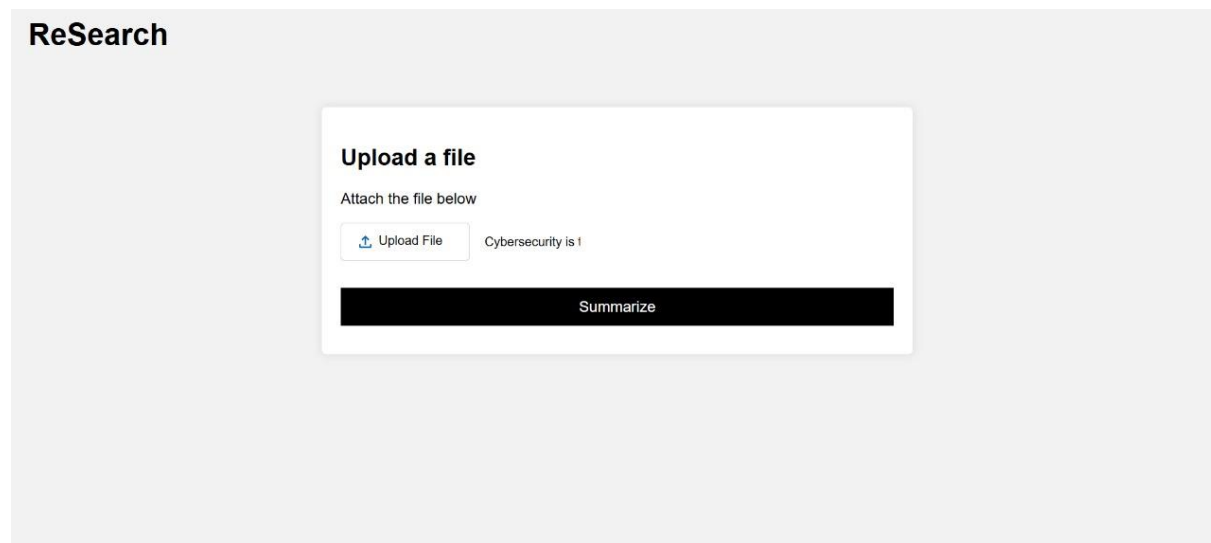 ReSearch
Upload a file
Attach the file below
Upload File
Cybersecurity is
Summarize